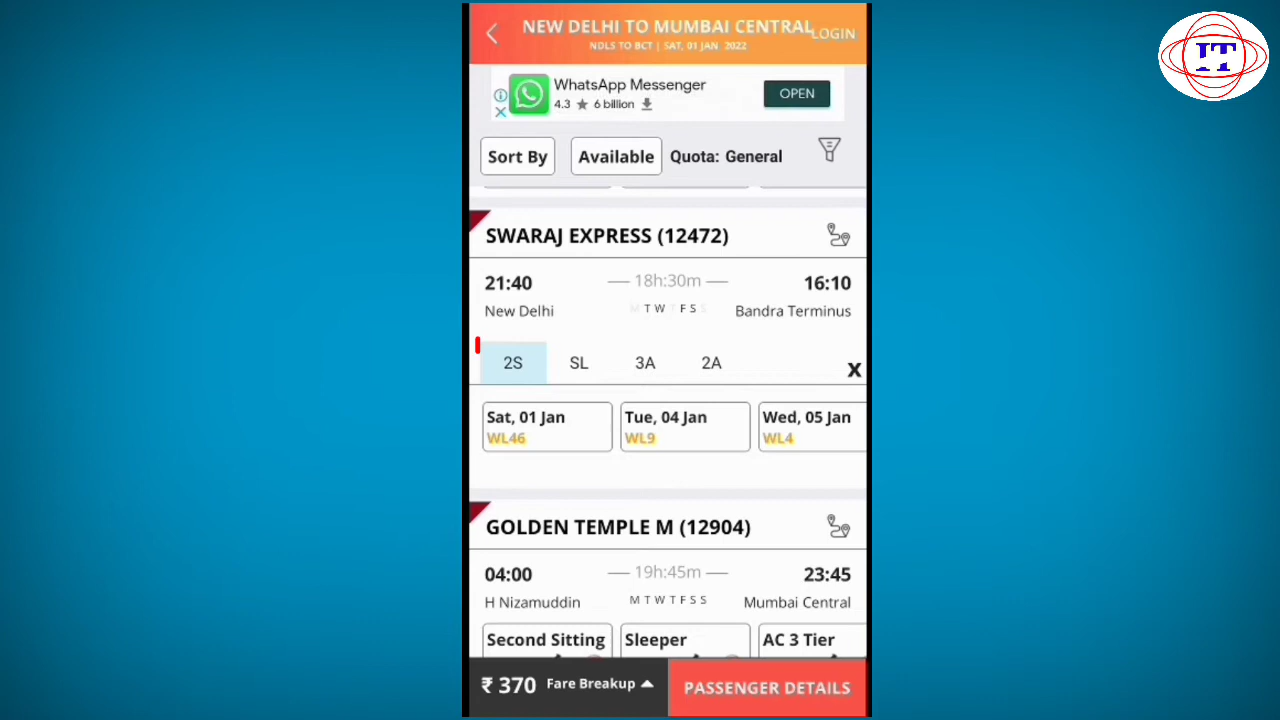 NEW DELHI TO MUMBAI CENTRAL
LOGIN
NDLS TO BCT | SAT, 01 JAN 2022
IT
WhatsApp Messenger
4.3 ★ 6 billion
OPEN
Sort By
Available
Quota: General
SWARAJ EXPRESS (12472)
21:40
18h:30m
16:10
New Delhi
M T W T F S S
Bandra Terminus
2S
SL
3A
2A
X
Sat, 01 Jan
WL46
Tue, 04 Jan
WL9
Wed, 05 Jan
WL4
GOLDEN TEMPLE M (12904)
04:00
19h:45m
23:45
H Nizamuddin
M T W T F S S
Mumbai Central
Second Sitting
Sleeper
AC 3 Tier
₹ 370
Fare Breakup
PASSENGER DETAILS